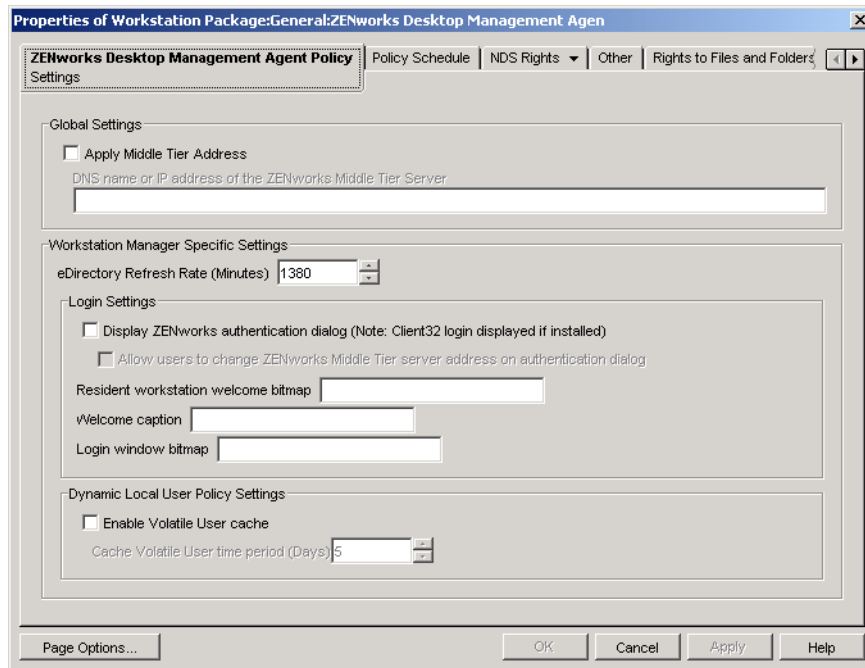 Properties of Workstation Package:General:ZENworks Desktop Management Agen
ZENworks Desktop Management Agent Policy
Settings
Policy Schedule
NDS Rights
Other
Rights to Files and Folders
Global Settings
Apply Middle Tier Address
DNS name or IP address of the ZENworks Middle Tier Server
Workstation Manager Specific Settings
eDirectory Refresh Rate (Minutes) 1380
Login Settings
Display ZENworks authentication dialog (Note: Client32 login displayed if installed)
Allow users to change ZENworks Middle Tier server address on authentication dialog
Resident workstation welcome bitmap
Welcome caption
Login window bitmap
Dynamic Local User Policy Settings
Enable Volatile User cache
Cache Volatile User time period (Days) 5
Page Options...
OK
Cancel
Apply
Help